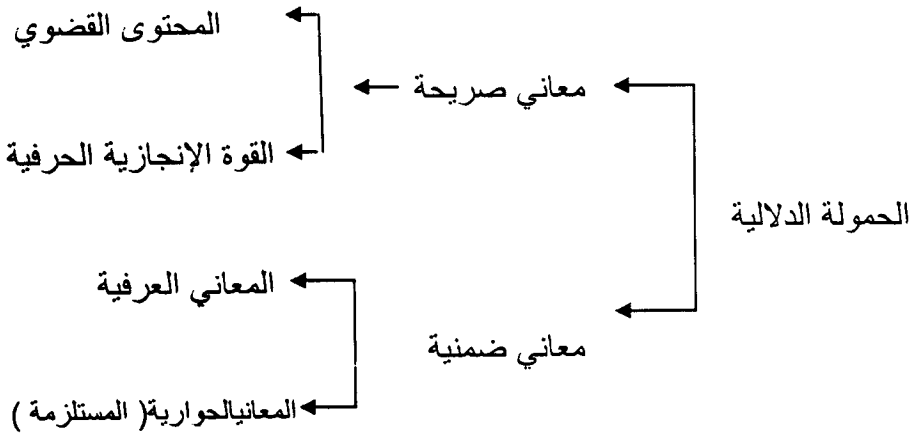 المحتوى القضوي
معاني صريحة
القوة الإنجازية الحرفية
الحمولة الدلالية
المعاني العرفية
معاني ضمنية
المعانيالحوارية( المستلزمة )